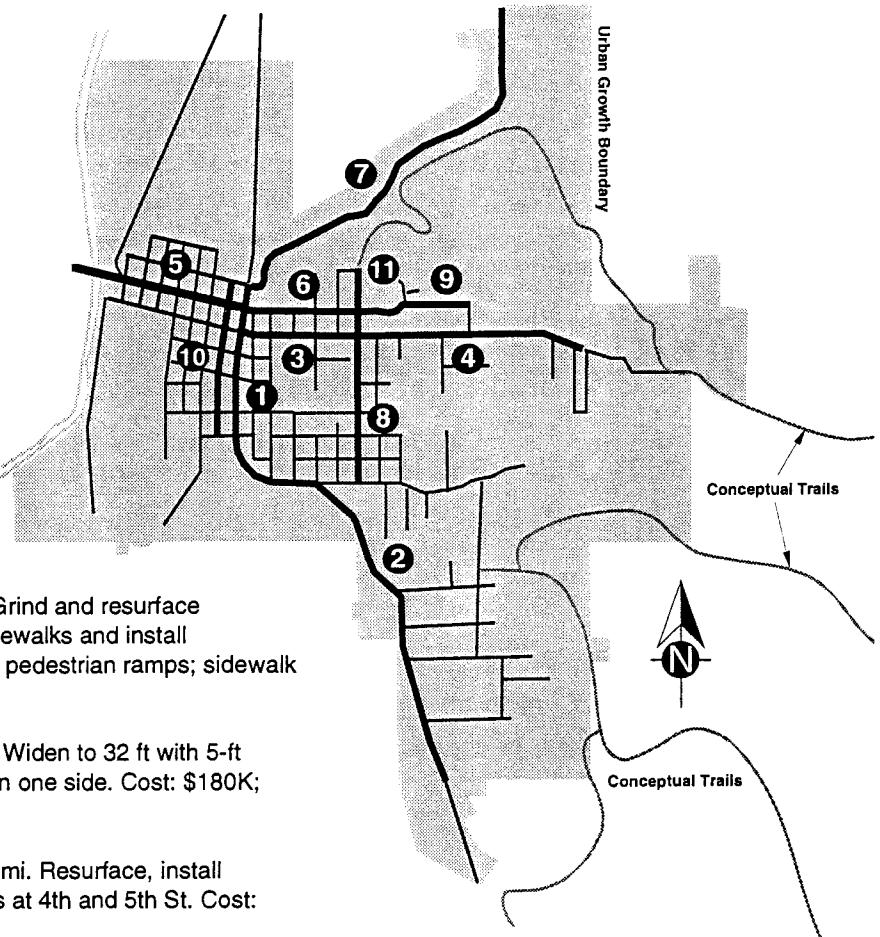 Urban Growth Boundary
7
5
6
11
9
10
3
4
1
8
Conceptual Trails
2
N
Conceptual Trails
Grind and resurface
ewalks and install
pedestrian ramps; sidewalk
Widen to 32 ft with 5-ft
n one side. Cost: $180K;
mi. Resurface, install
s at 4th and 5th St. Cost: